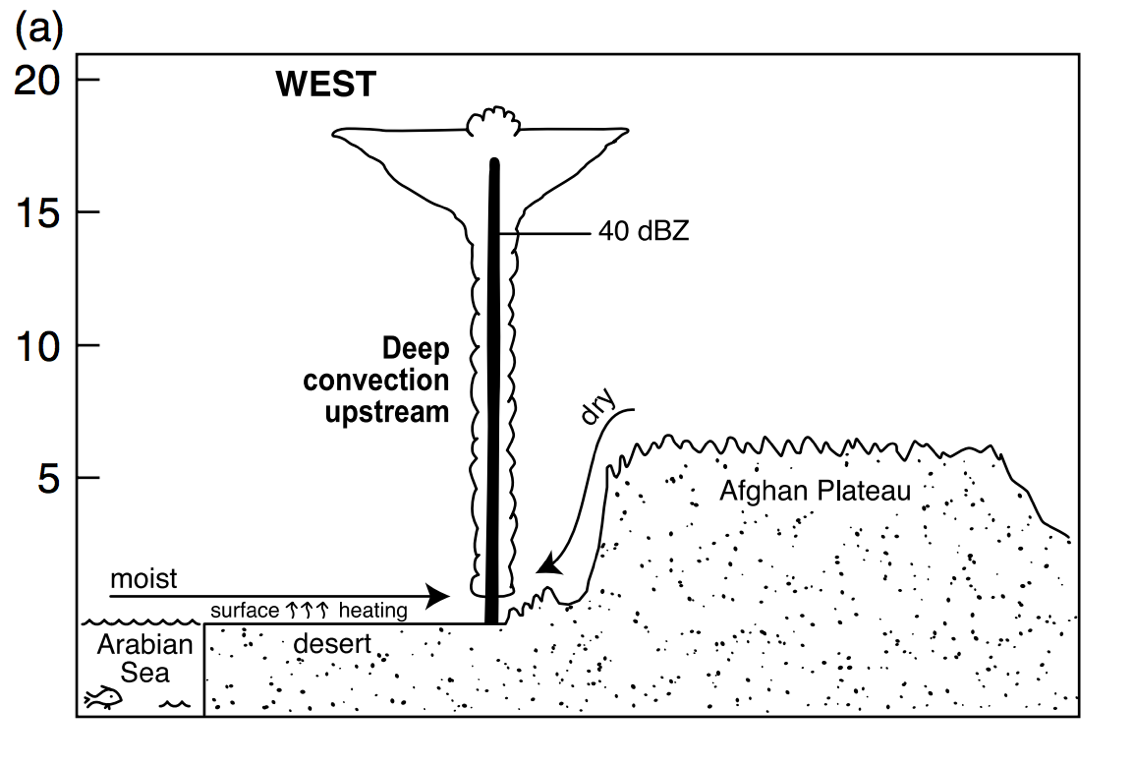 (a)
20
WEST
15
40 dBZ
10
Deep
convection
upstream
dry
5
Afghan Plateau
moist
surface ↑↑↑ heating
Arabian
Sea
desert